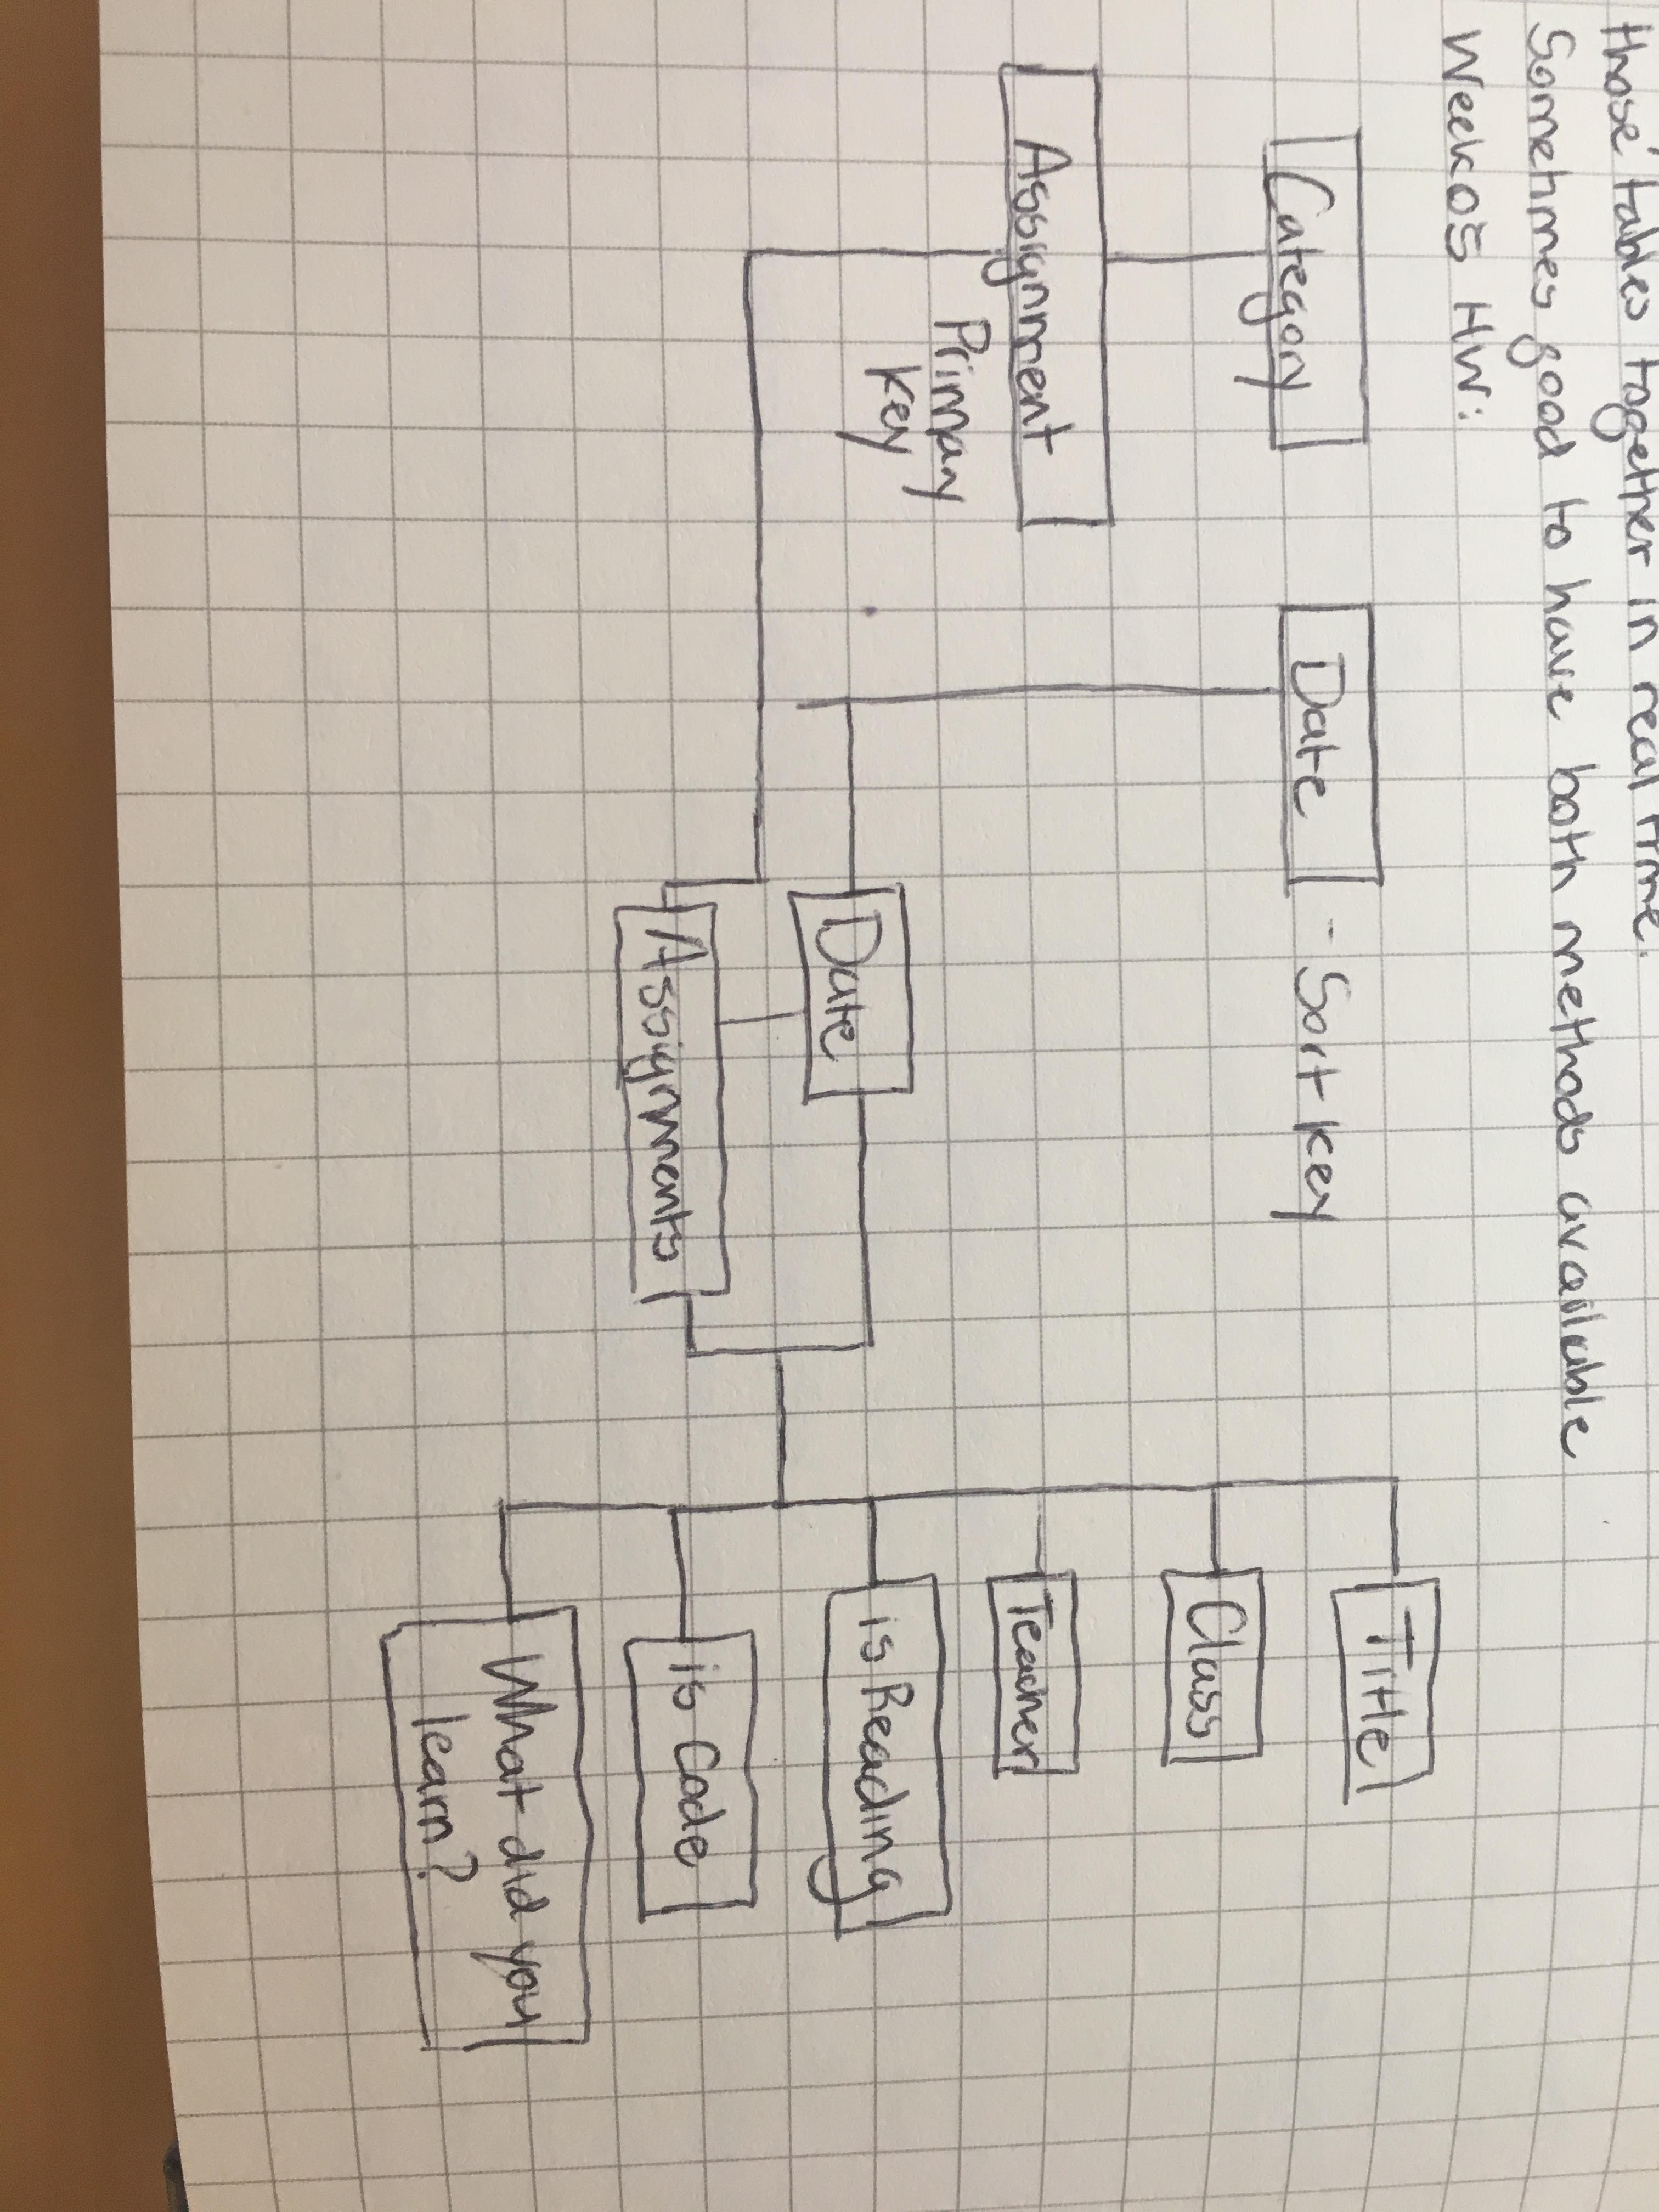 those tables together in real time.
Sometimes good to have both methods available
Week05 HW:
Category
Date - Sort key
Assignment
Primary
key
Date
Assignments
Title
Class
Teacher
is Reading
is Code
What did you
learn?